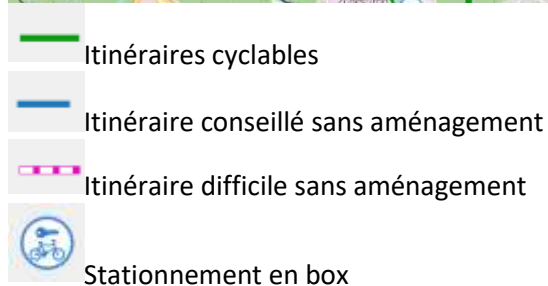 Itinéraires cyclables
Itinéraire conseillé sans aménagement
Itinéraire difficile sans aménagement
Stationnement en box